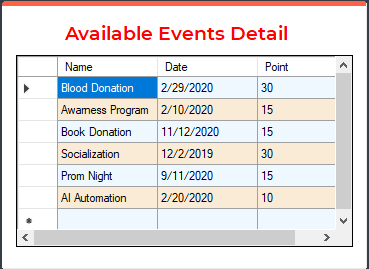 Available Events Detail
Name Date Point
Blood Donation 2/29/2020 30
Awarness Program 2/10/2020 15
Book Donation 11/12/2020 15
Socialization 12/2/2019 30
Prom Night 9/11/2020 15
AI Automation 2/20/2020 10